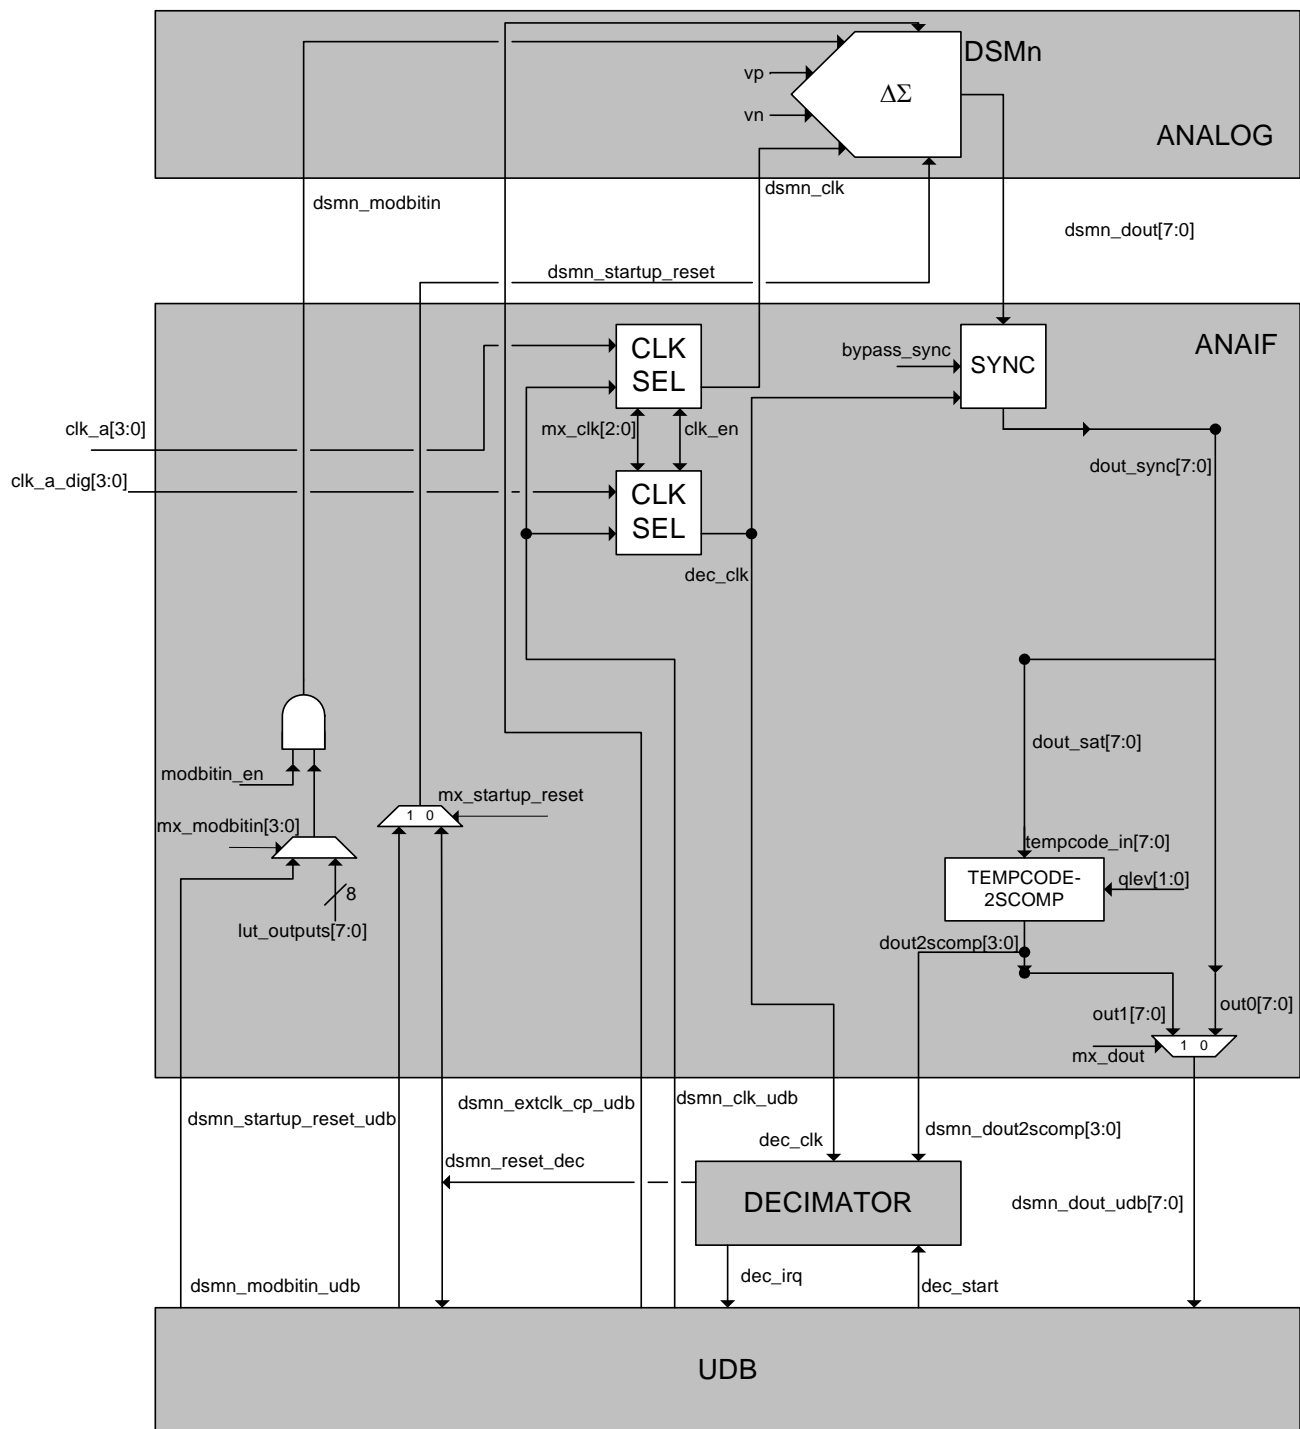 DSMn
vp
ΔΣ
vn
ANALOG
dsmn_clk
dsmn_modbitin
dsmn_dout[7:0]
dsmn_startup_reset
ANAIF
CLK
SEL
bypass_sync
SYNC
clk_a[3:0]
mx_clk[2:0]
clk_en
dout_sync[7:0]
clk_a_dig[3:0]
CLK
SEL
dec_clk
dout_sat[7:0]
modbitin_en
mx_startup_reset
1 0
mx_modbitin[3:0]
tempcode_in[7:0]
TEMPCODE-
2SCOMP
qlev[1:0]
8
lut_outputs[7:0]
dout2scomp[3:0]
out1[7:0]
out0[7:0]
1 0
mx_dout
dsmn_startup_reset_udb
dsmn_extclk_cp_udb
dsmn_clk_udb
dec_clk
dsmn_dout2scomp[3:0]
dsmn_reset_dec
DECIMATOR
dsmn_dout_udb[7:0]
dsmn_modbitin_udb
dec_irq
dec_start
UDB